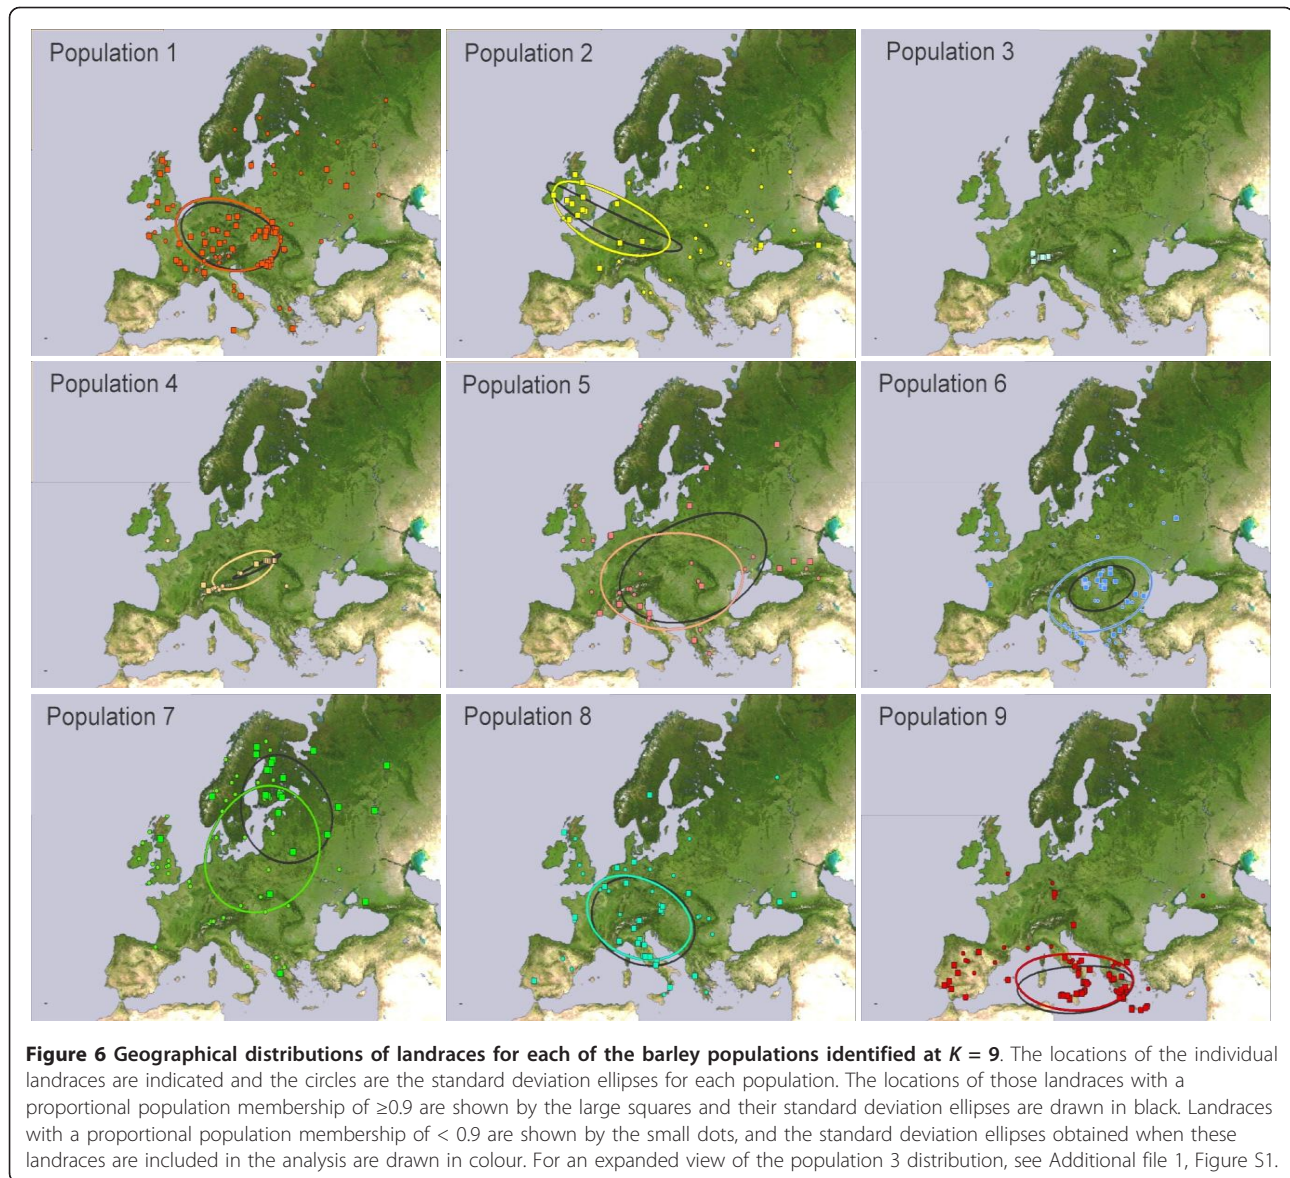 Population 1
Population 2
Population 3
Population 4
Population 5
Population 6
Population 7
Population 8
Population 9
Figure 6 Geographical distributions of landraces for each of the barley populations identified at K = 9. The locations of the individual
landraces are indicated and the circles are the standard deviation ellipses for each population. The locations of those landraces with a
proportional population membership of ≥0.9 are shown by the large squares and their standard deviation ellipses are drawn in black. Landraces
with a proportional population membership of < 0.9 are shown by the small dots, and the standard deviation ellipses obtained when these
landraces are included in the analysis are drawn in colour. For an expanded view of the population 3 distribution, see Additional file 1, Figure S1.